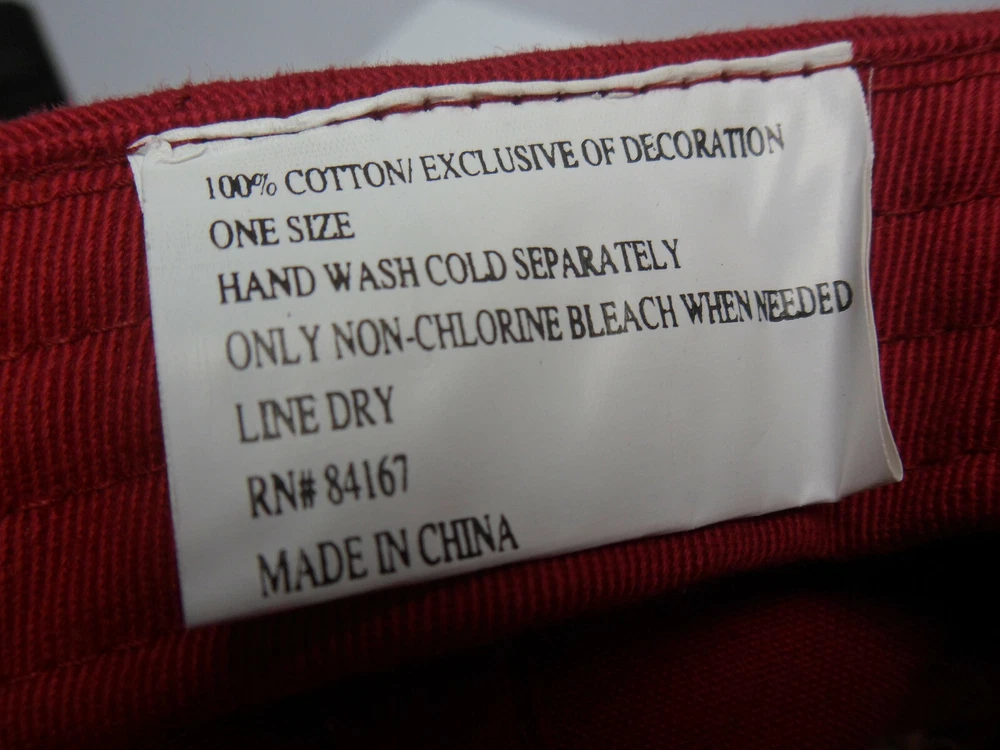 100% COTTON/ EXCLUSIVE OF DECORATION
ONE SIZE
HAND WASH COLD SEPARATELY
ONLY NON-CHLORINE BLEACH WHEN NEEDED
LINE DRY
RN# 84167
MADE IN CHINA